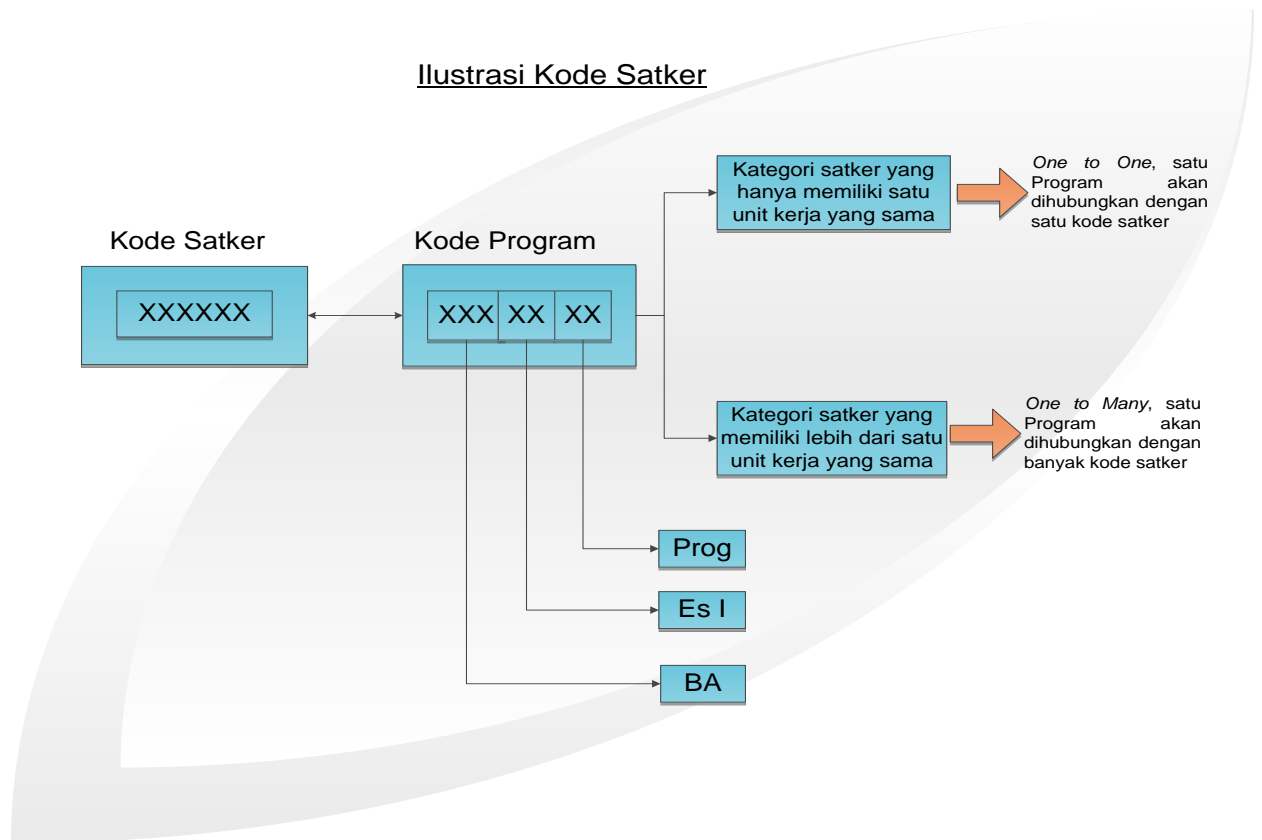 Ilustrasi Kode Satker
Kode Satker
XXXXXX
Kode Program
XXX XX XX
Kategori satker yang
hanya memiliki satu
unit kerja yang sama
One to One, satu
Program akan
dihubungkan dengan
satu kode satker
Kategori satker yang
memiliki lebih dari satu
unit kerja yang sama
One to Many, satu
Program akan
dihubungkan dengan
banyak kode satker
Prog
Es I
BA